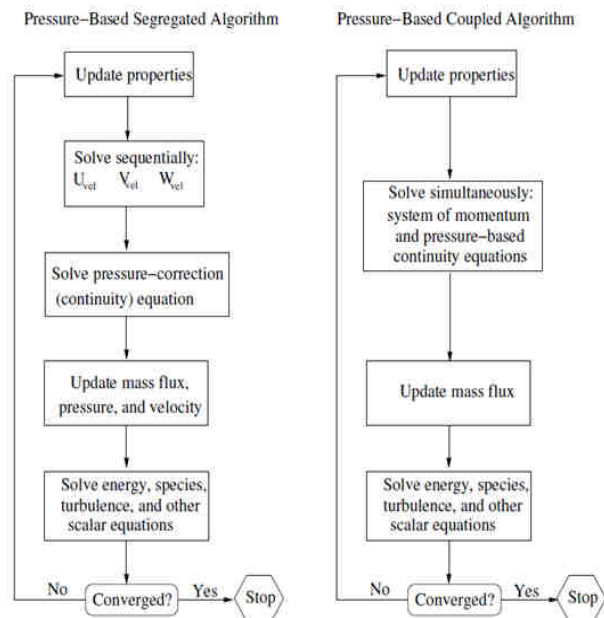 Pressure-Based Segregated Algorithm
Update properties
Solve sequentially:
Uvel Vvel Wvel
Solve pressure-correction
(continuity) equation
Update mass flux,
pressure, and velocity
Solve energy, species,
turbulence, and other
scalar equations
No
Converged?
Yes
Stop
Pressure-Based Coupled Algorithm
Update properties
Solve simultaneously:
system of momentum
and pressure-based
continuity equations
Update mass flux
Solve energy, species,
turbulence, and other
scalar equations
No
Converged?
Yes
Stop